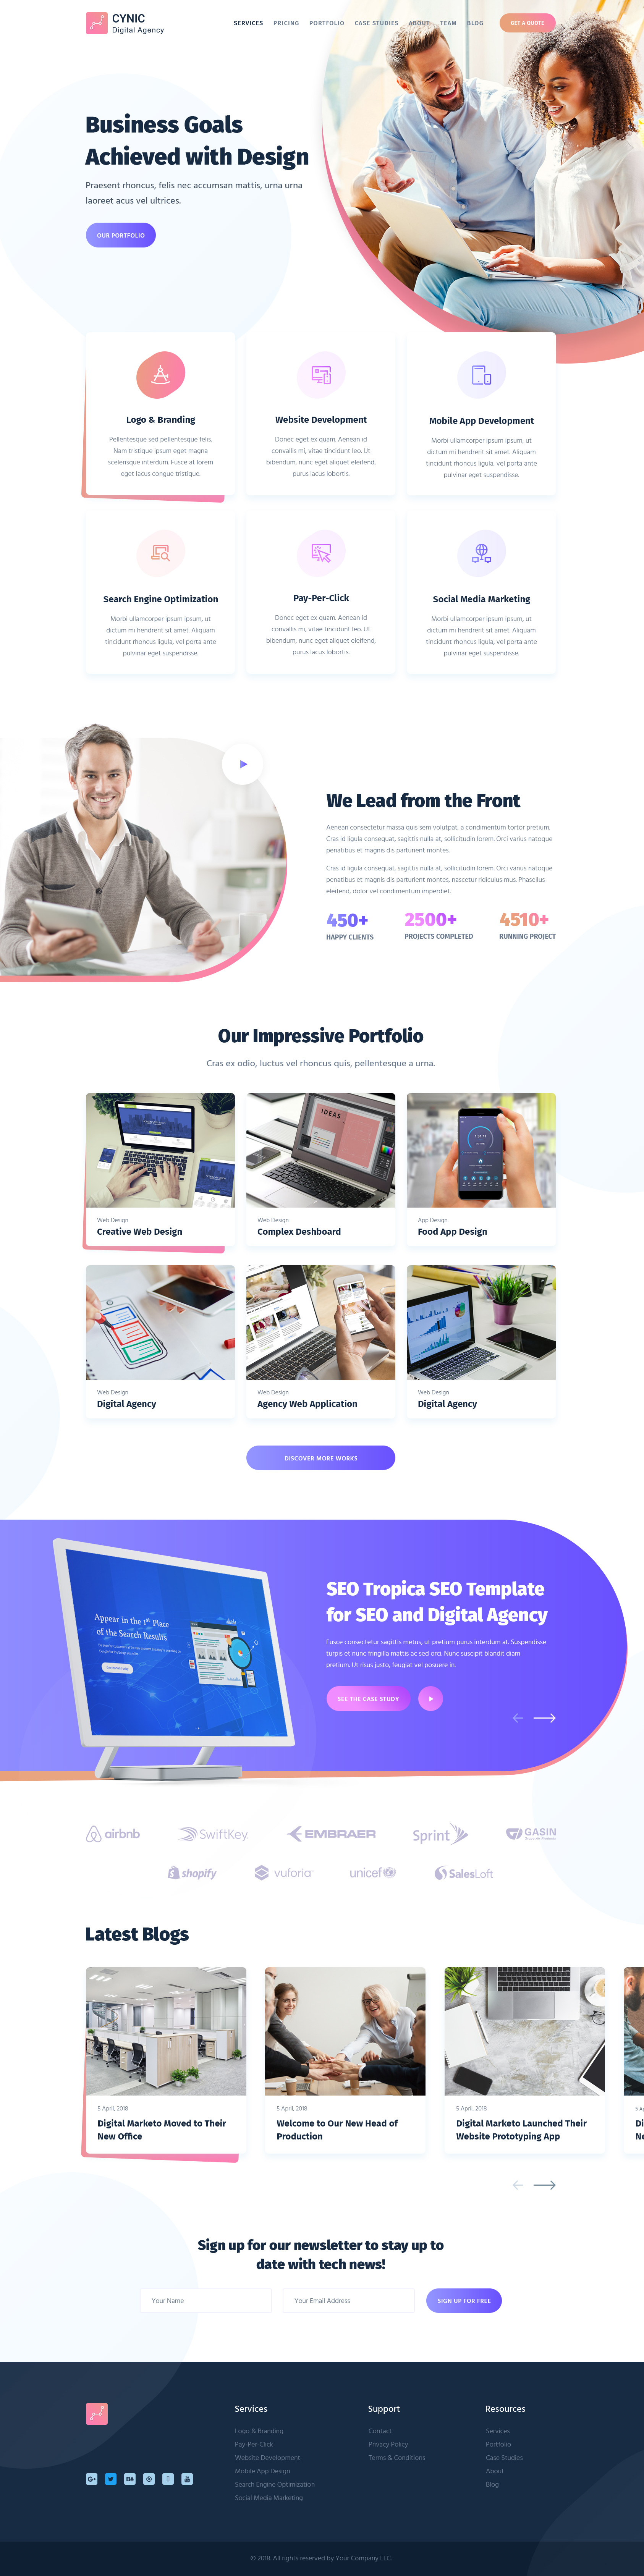 CYNIC
Digital Agency
SERVICES
PRICING
PORTFOLIO
CASE STUDIES
ABOUT
TEAM
BLOG
GET A QUOTE
Business Goals
Achieved with Design
Praesent rhoncus, felis nec accumsan mattis, urna urna
laoreet acus vel ultrices.
OUR PORTFOLIO
Logo & Branding
Pellentesque sed pellentesque felis.
Nam tristique ipsum eget magna
scelerisque interdum. Fusce at lorem
eget lacus congue tristique.
Website Development
Donec eget ex quam. Aenean id
convallis mi, vitae tincidunt leo. Ut
bibendum, nunc eget aliquet eleifend,
purus lacus lobortis.
Mobile App Development
Morbi ullamcorper ipsum ipsum, ut
dictum mi hendrerit sit amet. Aliquam
tincidunt rhoncus ligula, vel porta ante
pulvinar eget suspendisse.
Search Engine Optimization
Morbi ullamcorper ipsum ipsum, ut
dictum mi hendrerit sit amet. Aliquam
tincidunt rhoncus ligula, vel porta ante
pulvinar eget suspendisse.
Pay-Per-Click
Donec eget ex quam. Aenean id
convallis mi, vitae tincidunt leo. Ut
bibendum, nunc eget aliquet eleifend,
purus lacus lobortis.
Social Media Marketing
Morbi ullamcorper ipsum ipsum, ut
dictum mi hendrerit sit amet. Aliquam
tincidunt rhoncus ligula, vel porta ante
pulvinar eget suspendisse.
We Lead from the Front
Aenean consectetur massa quis sem volutpat, a condimentum tortor pretium.
Cras id ligula consequat, sagittis nulla at, sollicitudin lorem. Orci varius natoque
penatibus et magnis dis parturient montes.
Cras id ligula consequat, sagittis nulla at, sollicitudin lorem. Orci varius natoque
penatibus et magnis dis parturient montes, nascetur ridiculus mus. Phasellus
eleifend, dolor vel condimentum imperdiet.
450+
HAPPY CLIENTS
2500+
PROJECTS COMPLETED
4510+
RUNNING PROJECT
Our Impressive Portfolio
Cras ex odio, luctus vel rhoncus quis, pellentesque a urna.
Web Design
Creative Web Design
IDEAS
Web Design
Complex Deshboard
App Design
Food App Design
Web Design
Digital Agency
Web Design
Agency Web Application
Web Design
Digital Agency
DISCOVER MORE WORKS
Appear in the 1st Place
of the Search Results
SEO Tropica SEO Template
for SEO and Digital Agency
Fusce consectetur sagittis metus, ut pretium purus interdum at. Suspendisse
turpis et nunc fringilla mattis ac sed orci. Nunc suscipit blandit diam
pretium. Ut risus justo, feugiat vel posuere in.
SEE THE CASE STUDY
airbnb
SwiftKey
EMBRAER
Sprint
GASIN
shopify
vuforia
unicef
SalesLoft
Latest Blogs
5 April, 2018
Digital Marketo Moved to Their
New Office
5 April, 2018
Welcome to Our New Head of
Production
5 April, 2018
Digital Marketo Launched Their
Website Prototyping App
5 Ap
Di
Ne
Sign up for our newsletter to stay up to
date with tech news!
Your Name
Your Email Address
SIGN UP FOR FREE
Services
Logo & Branding
Pay-Per-Click
Website Development
Mobile App Design
Search Engine Optimization
Social Media Marketing
Support
Contact
Privacy Policy
Terms & Conditions
Resources
Services
Portfolio
Case Studies
About
Blog
G+
Bē
You
© 2018. All rights reserved by Your Company LLC.